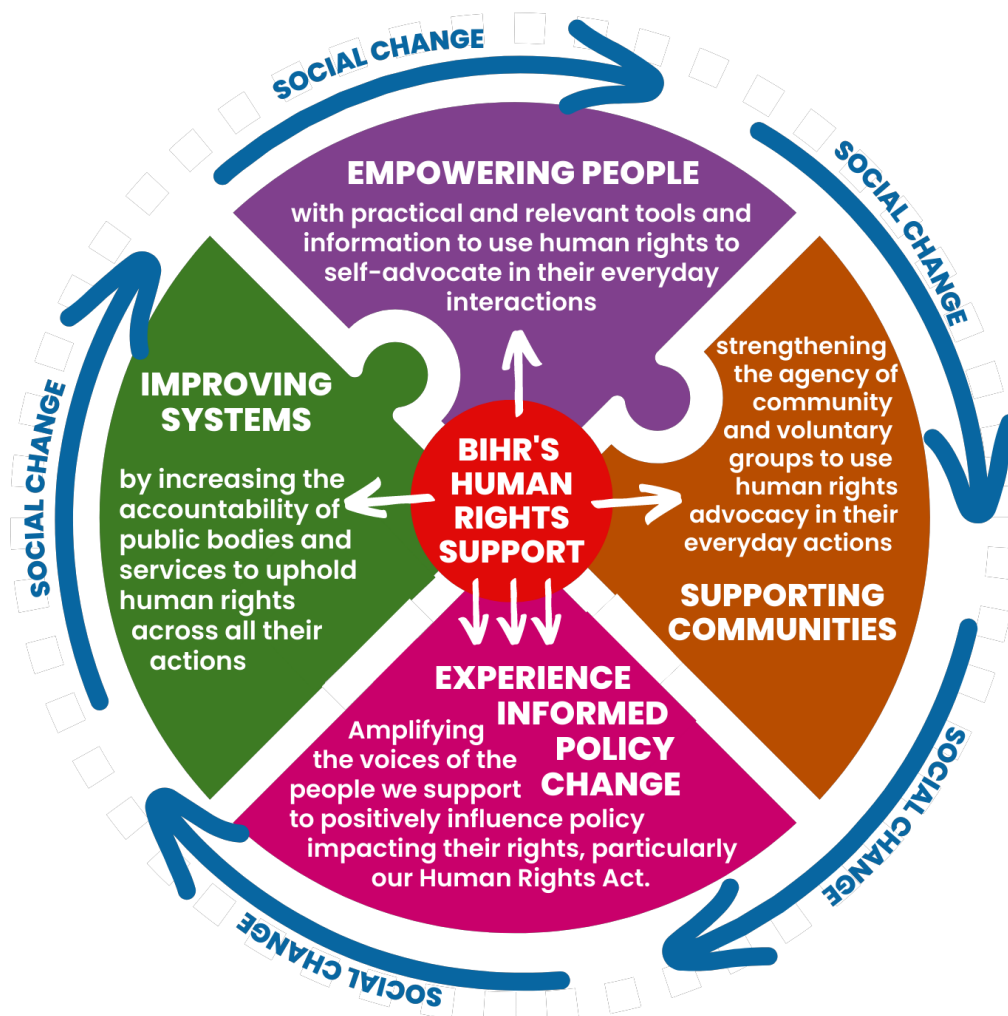 SOCIAL CHANGE
EMPOWERING PEOPLE
with practical and relevant tools and
information to use human rights to
self-advocate in their everyday
interactions
SOCIAL CHANGE
strengthening
the agency of
community
and voluntary
groups to use
human rights
advocacy in their
everyday actions
SUPPORTING
COMMUNITIES
SOCIAL CHANGE
BIHR'S
HUMAN
RIGHTS
SUPPORT
EXPERIENCE
INFORMED
POLICY
CHANGE
Amplifying
the voices of the
people we support
to positively influence policy
impacting their rights, particularly
our Human Rights Act.
SOCIAL CHANGE
IMPROVING
SYSTEMS
by increasing the
accountability of
public bodies and
services to uphold
human rights
across all their
actions
SOCIAL CHANGE